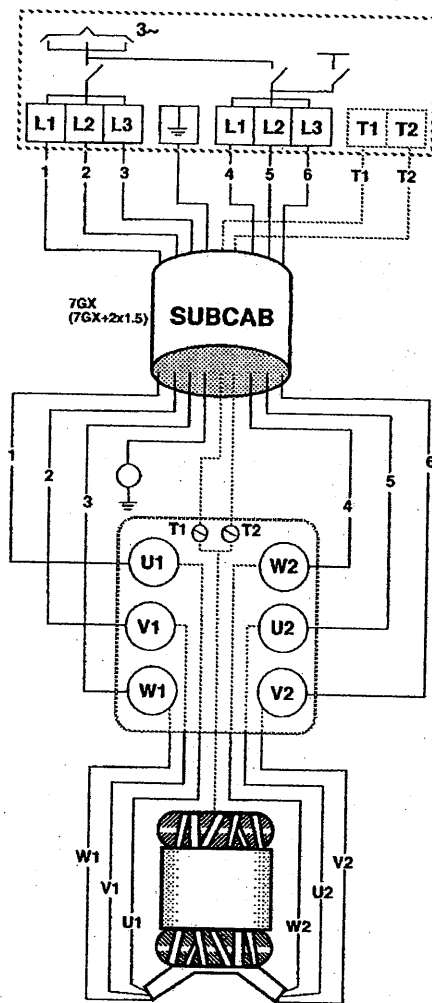 3~
L1 L2 L3 L1 L2 L3 T1 T2
1 2 3 4 5 6 T1 T2
7GX
(7GX+2x1.5)
SUBCAB
1 2 3 4 5 6
T1 T2
U1 W2
V1 U2
W1 V2
W1 V1 U1 W2 U2 V2